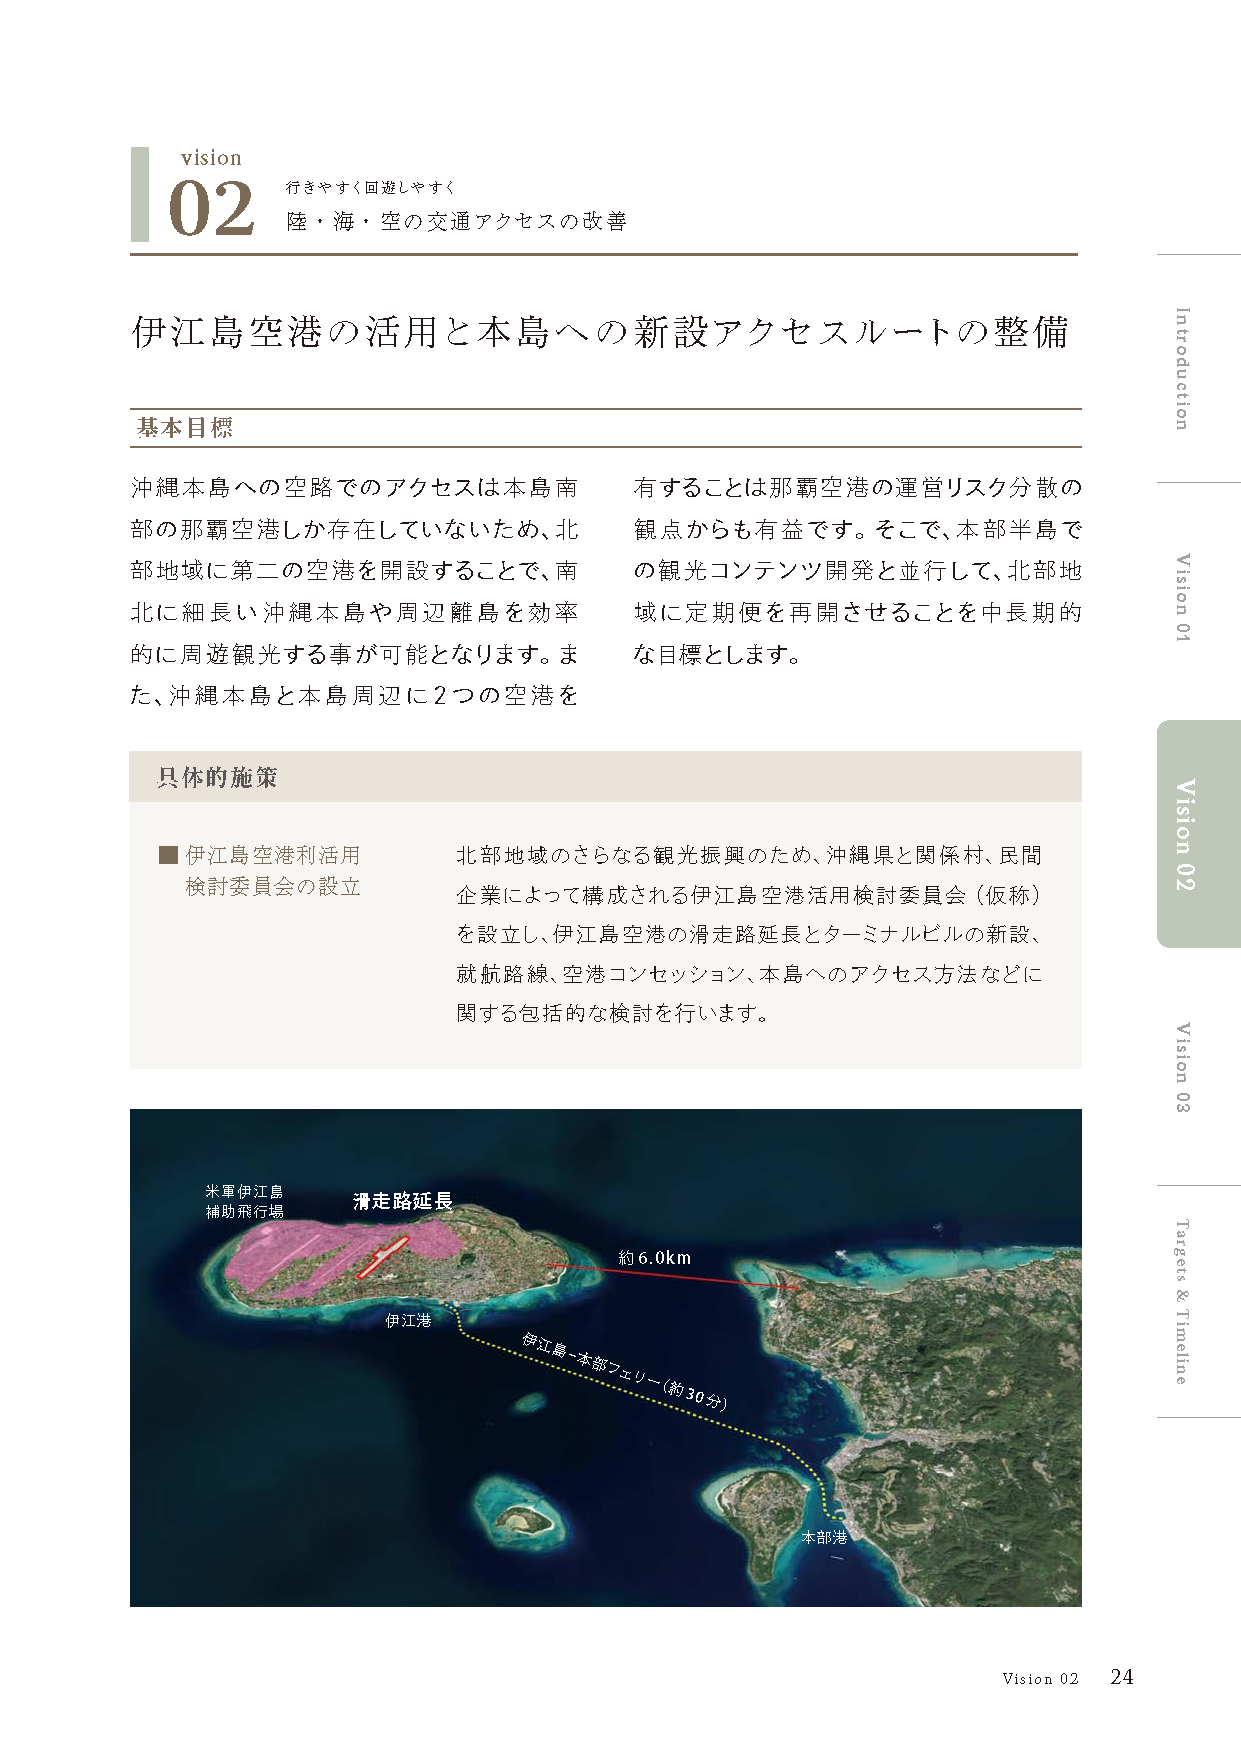 vision
02
行きやすく回遊しやすく
陸・海・空の交通アクセスの改善
伊江島空港の活用と本島への新設アクセスルートの整備
基本目標
沖縄本島への空路でのアクセスは本島南
部の那覇空港しか存在していないため、北
部地域に第二の空港を開設することで、南
北に細長い沖縄本島や周辺離島を効率
的に周遊観光する事が可能となります。ま
た、沖縄本島と本島周辺に2つの空港を
有することは那覇空港の運営リスク分散の
観点からも有益です。そこで、本部半島で
の観光コンテンツ開発と並行して、北部地
域に定期便を再開させることを中長期的
な目標とします。
具体的施策
■ 伊江島空港利活用
検討委員会の設立
北部地域のさらなる観光振興のため、沖縄県と関係村、民間
企業によって構成される伊江島空港活用検討委員会（仮称）
を設立し、伊江島空港の滑走路延長とターミナルビルの新設、
就航路線、空港コンセッション、本島へのアクセス方法などに
関する包括的な検討を行います。
米軍伊江島
補助飛行場
滑走路延長
約6.0km
伊江港
伊江島-本部フェリー（約30分）
本部港
Introduction
Vision 01
Vision 02
Vision 03
Targets & Timeline
Vision 02 24